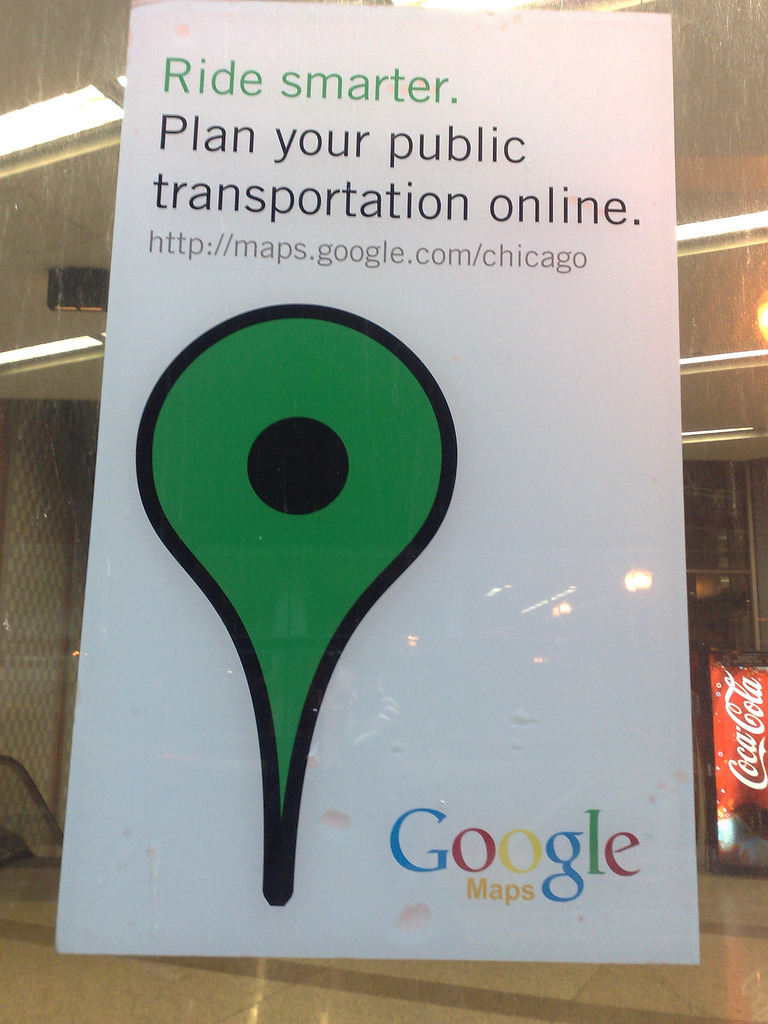 Ride smarter.
Plan your public
transportation online.
http://maps.google.com/chicago
Coca-Cola
Google
Maps